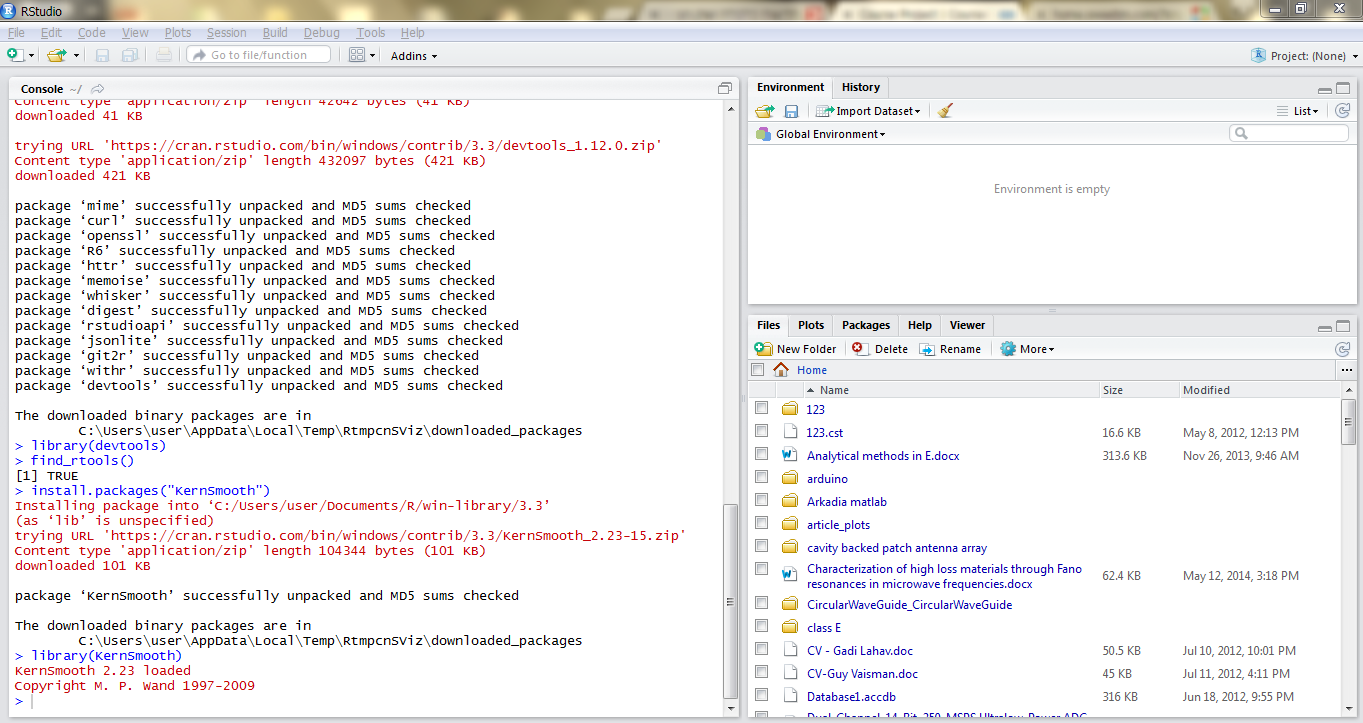 RStudio
File Edit Code View Plots Session Build Debug Tools Help
Go to file/function Addins Project: (None)
Console ~/
Content type 'application/zip' length 42642 bytes (41 KB)
downloaded 41 KB
trying URL 'https://cran.rstudio.com/bin/windows/contrib/3.3/devtools_1.12.0.zip'
Content type 'application/zip' length 432097 bytes (421 KB)
downloaded 421 KB
package ‘mime’ successfully unpacked and MD5 sums checked
package ‘curl’ successfully unpacked and MD5 sums checked
package ‘openssl’ successfully unpacked and MD5 sums checked
package ‘R6’ successfully unpacked and MD5 sums checked
package ‘httr’ successfully unpacked and MD5 sums checked
package ‘memoise’ successfully unpacked and MD5 sums checked
package ‘whisker’ successfully unpacked and MD5 sums checked
package ‘digest’ successfully unpacked and MD5 sums checked
package ‘rstudioapi’ successfully unpacked and MD5 sums checked
package ‘jsonlite’ successfully unpacked and MD5 sums checked
package ‘git2r’ successfully unpacked and MD5 sums checked
package ‘withr’ successfully unpacked and MD5 sums checked
package ‘devtools’ successfully unpacked and MD5 sums checked
The downloaded binary packages are in
C:\Users\user\AppData\Local\Temp\RtmpcnSViz\downloaded_packages
> library(devtools)
> find_rtools()
[1] TRUE
> install.packages("KernSmooth")
Installing package into ‘C:/Users/user/Documents/R/win-library/3.3’
(as ‘lib’ is unspecified)
trying URL 'https://cran.rstudio.com/bin/windows/contrib/3.3/KernSmooth_2.23-15.zip'
Content type 'application/zip' length 104344 bytes (101 KB)
downloaded 101 KB
package ‘KernSmooth’ successfully unpacked and MD5 sums checked
The downloaded binary packages are in
C:\Users\user\AppData\Local\Temp\RtmpcnSViz\downloaded_packages
> library(KernSmooth)
KernSmooth 2.23 loaded
Copyright M. P. Wand 1997-2009
>
Environment History
Import Dataset List
Global Environment
Environment is empty
Files Plots Packages Help Viewer
New Folder Delete Rename More
Home ...
Name Size Modified
123
123.cst 16.6 KB May 8, 2012, 12:13 PM
Analytical methods in E.docx 313.6 KB Nov 26, 2013, 9:46 AM
arduino
Arkadia matlab
article_plots
cavity backed patch antenna array
Characterization of high loss materials through Fano
resonances in microwave frequencies.docx 62.4 KB May 12, 2014, 3:18 PM
CircularWaveGuide_CircularWaveGuide
class E
CV - Gadi Lahav.doc 50.5 KB Jul 10, 2012, 10:01 PM
CV-Guy Vaisman.doc 45 KB Jul 11, 2012, 4:11 PM
Database1.accdb 316 KB Jun 18, 2012, 9:55 PM
Dual-Channel, 14-Bit, 250-MSPS Ultralow-Power ADC